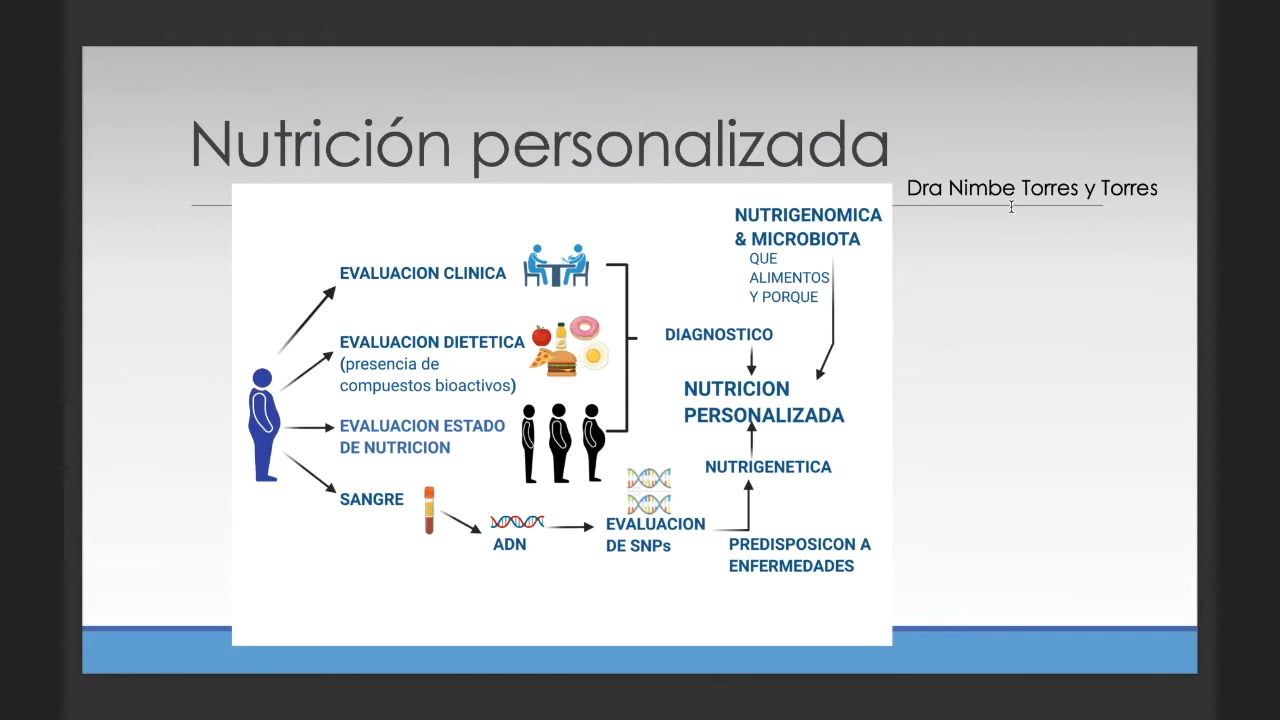 Nutrición personalizada
Dra Nimbe Torres y Torres
NUTRIGENOMICA
& MICROBIOTA
QUE
ALIMENTOS
Y PORQUE
EVALUACION CLINICA
EVALUACION DIETETICA
(presencia de
compuestos bioactivos)
EVALUACION ESTADO
DE NUTRICION
SANGRE
ADN
EVALUACION
DE SNPs
DIAGNOSTICO
NUTRICION
PERSONALIZADA
NUTRIGENETICA
PREDISPOSICON A
ENFERMEDADES